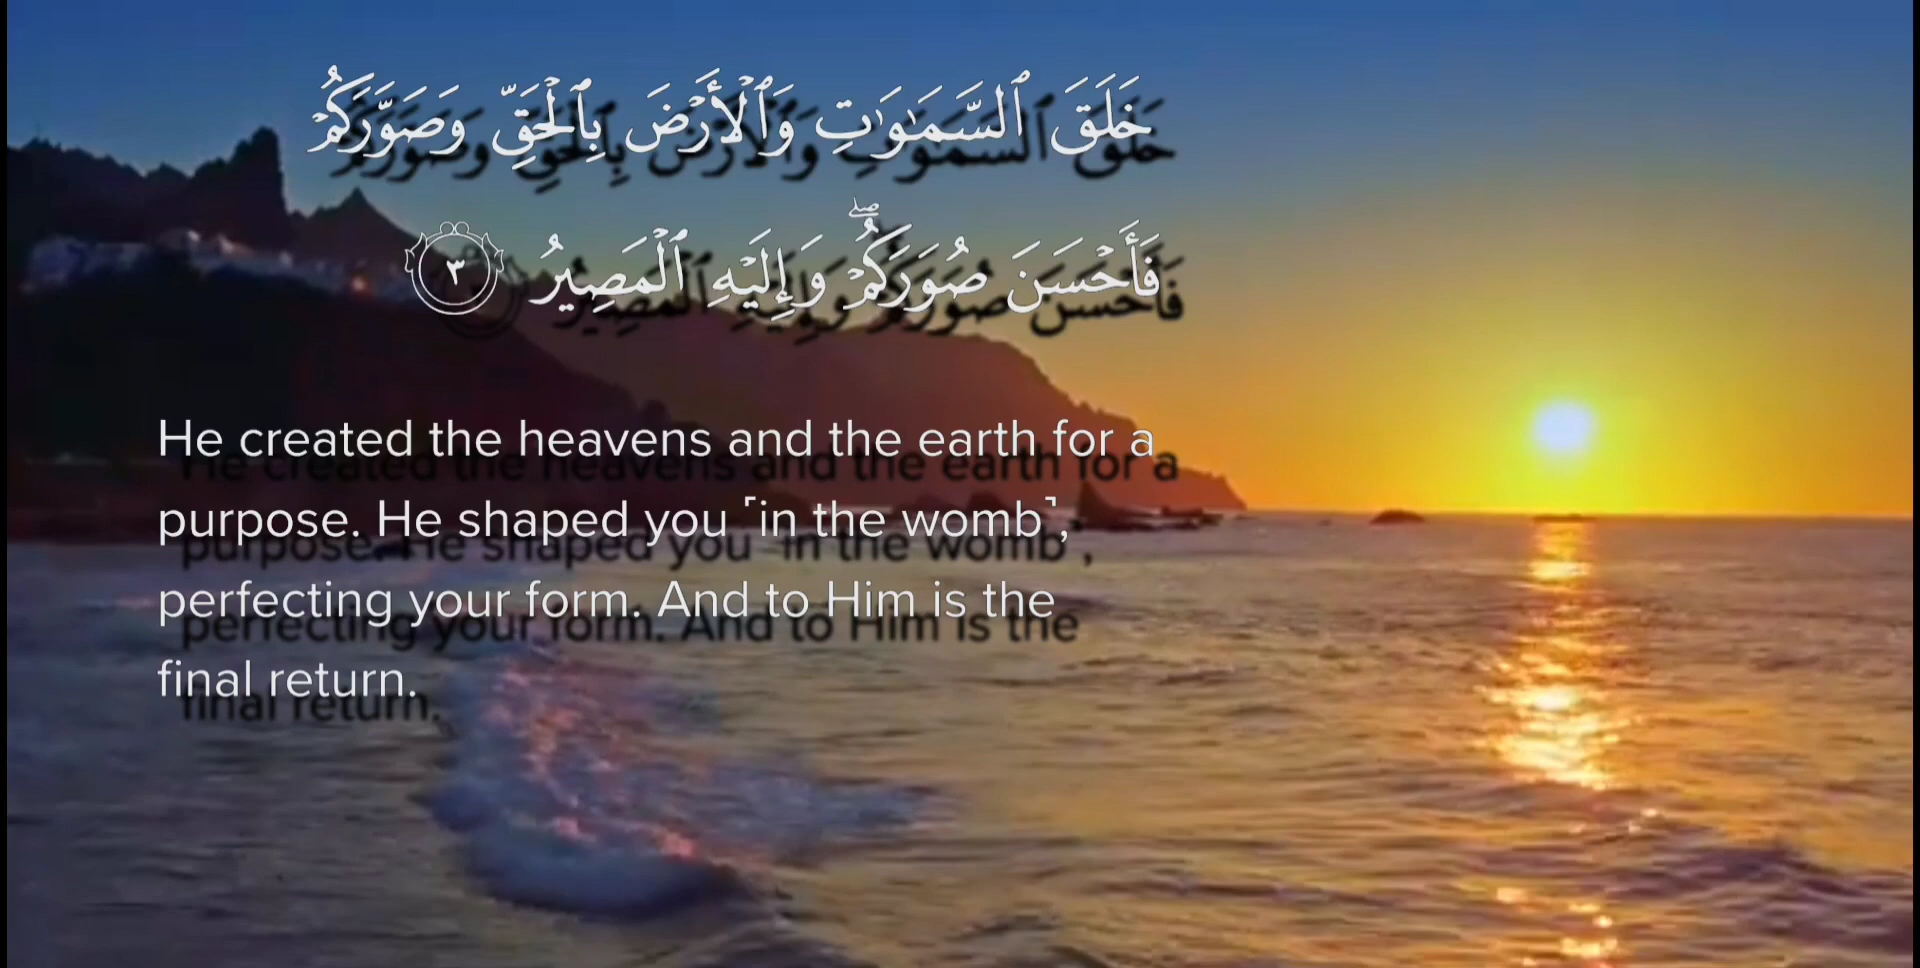 خَلَقَ ٱلسَّمَـٰوَٰتِ وَٱلْأَرْضَ بِٱلْحَقِّ وَصَوَّرَكُمْ
فَأَحْسَنَ صُوَرَكُمْ ۖ وَإِلَيْهِ ٱلْمَصِيرُ ٣
He created the heavens and the earth for a
purpose. He shaped you ˹in the womb˺,
perfecting your form. And to Him is the
final return.